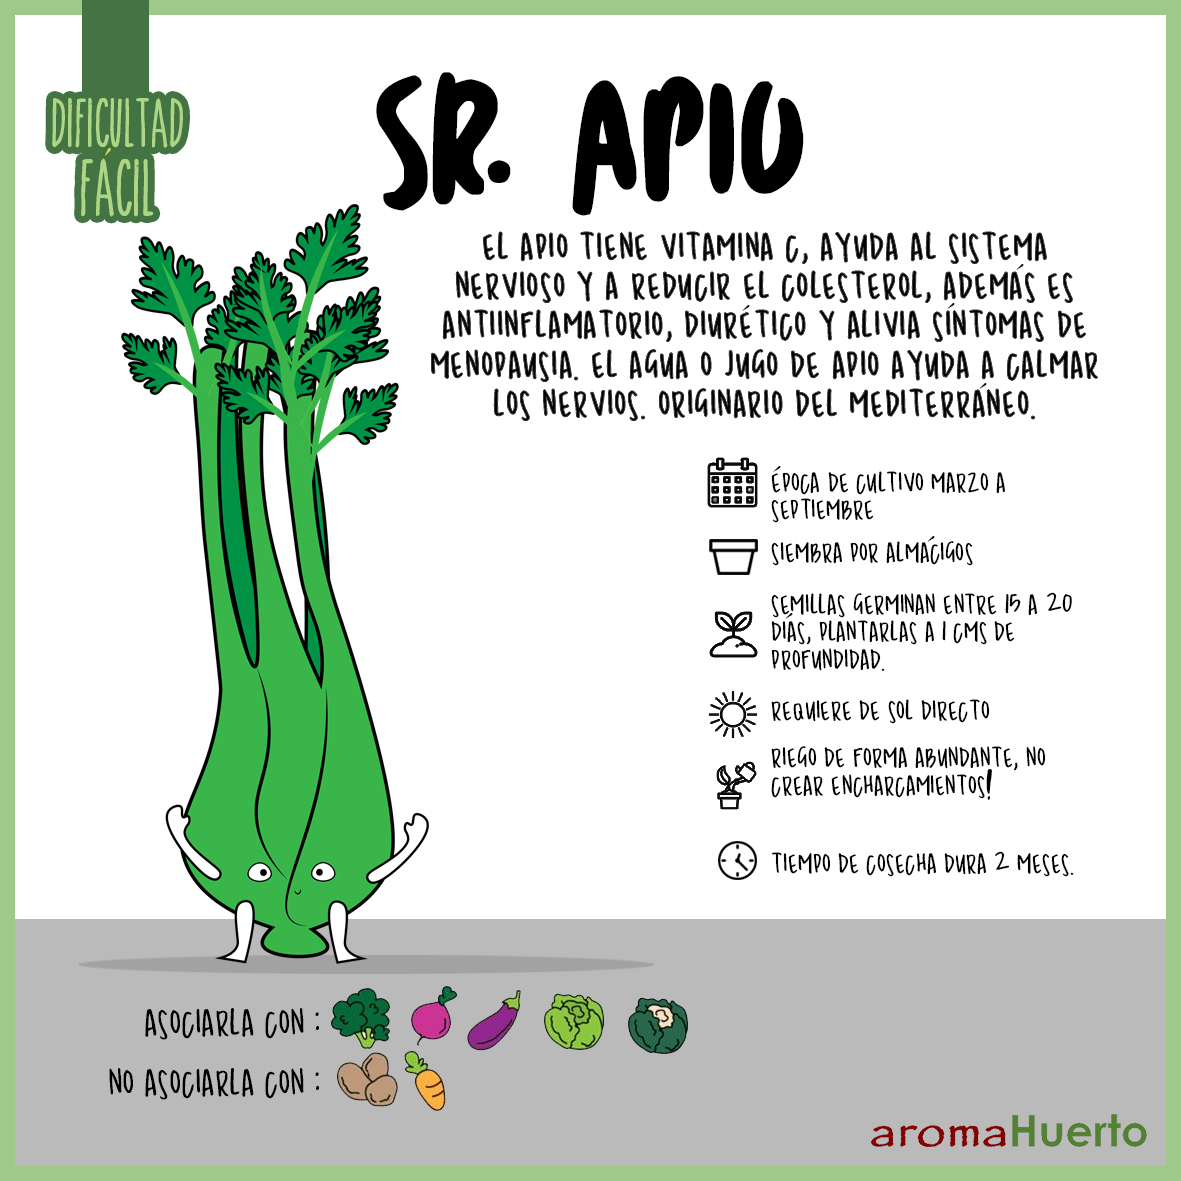 DIFICULTAD
FÁCIL
SR. APIO
EL APIO TIENE VITAMINA C, AYUDA AL SISTEMA
NERVIOSO Y A REDUCIR EL COLESTEROL, ADEMÁS ES
ANTIINFLAMATORIO, DIURÉTICO Y ALIVIA SÍNTOMAS DE
MENOPAUSIA. EL AGUA O JUGO DE APIO AYUDA A CALMAR
LOS NERVIOS. ORIGINARIO DEL MEDITERRÁNEO.
ÉPOCA DE CULTIVO MARZO A
SEPTIEMBRE
SIEMBRA POR ALMÁCIGOS
SEMILLAS GERMINAN ENTRE 15 A 20
DÍAS, PLANTARLAS A 1 CMS DE
PROFUNDIDAD.
REQUIERE DE SOL DIRECTO
RIEGO DE FORMA ABUNDANTE, NO
CREAR ENCHARCAMIENTOS!
TIEMPO DE COSECHA DURA 2 MESES.
ASOCIARLA CON :
NO ASOCIARLA CON :
aromaHuerto